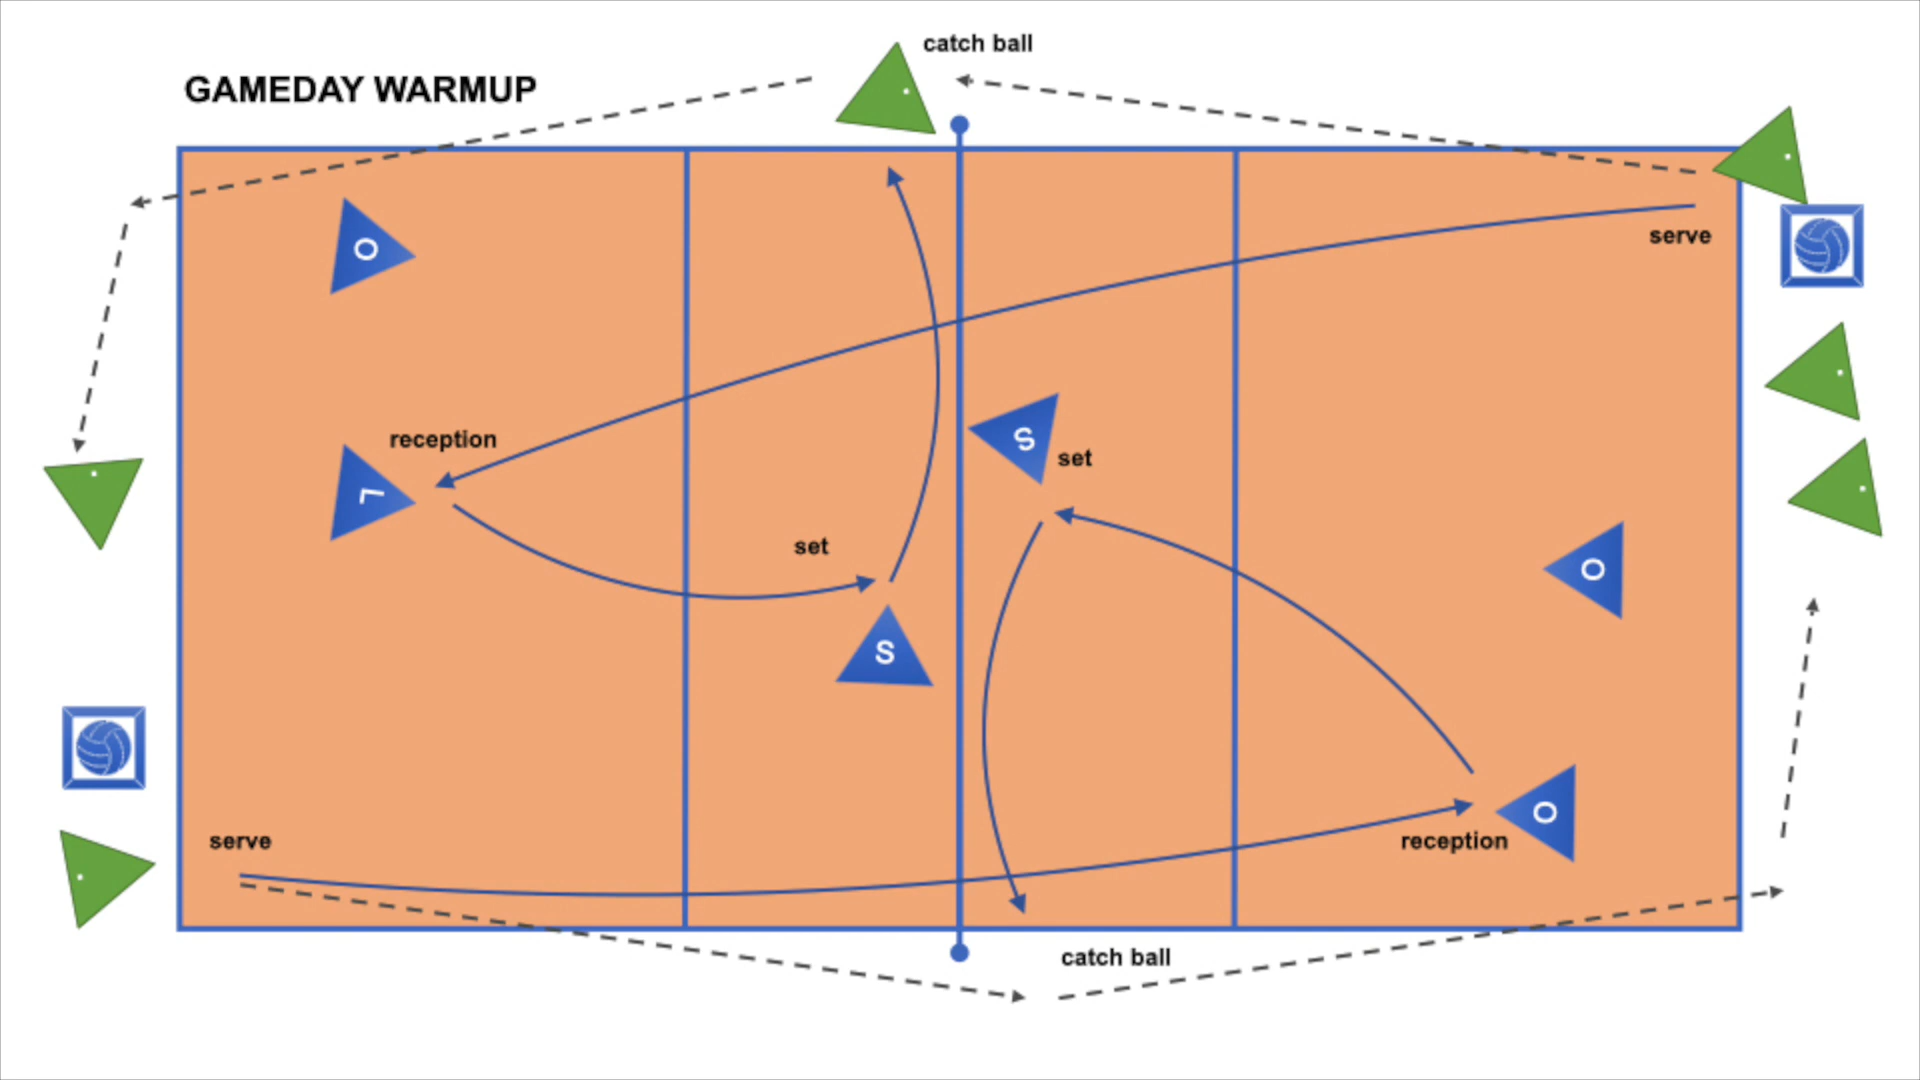 catch ball
GAMEDAY WARMUP
O
serve
reception
S
set
L
set
O
S
serve
O
reception
catch ball